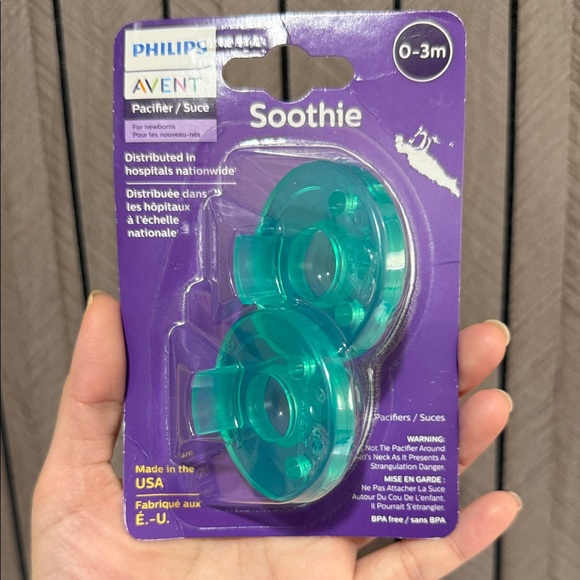 PHILIPS
AVENT
Pacifier / Suce
For newborns
Pour les nouveau-nés
0-3m
Soothie
Distributed in
hospitals nationwide
Distribuée dans
les hôpitaux
à l'échelle
nationale
Made in the
USA
Fabriqué aux
É.-U.
Pacifiers / Suces
WARNING:
Not Tie Pacifier Around
Neck As It Presents A
Strangulation Danger.
MISE EN GARDE :
Ne Pas Attacher La Suce
Autour Du Cou De L'enfant.
Il Pourrait S'étrangler.
BPA free / sans BPA